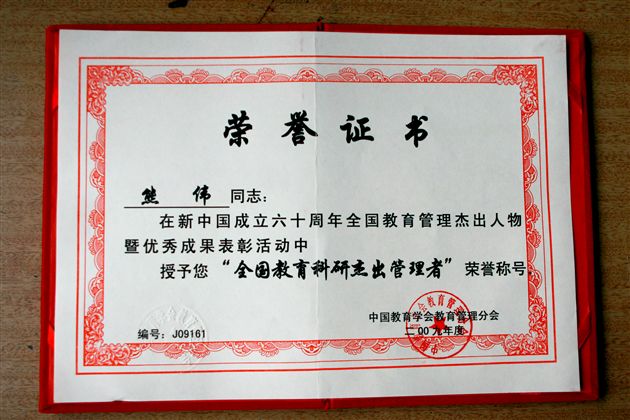 荣誉证书
熊 伟 同志:
在新中国成立六十周年全国教育管理杰出人物
暨优秀成果表彰活动中
授予您“全国教育科研杰出管理者”荣誉称号
中国教育学会教育管理分会
编号: J09161
二00九年度